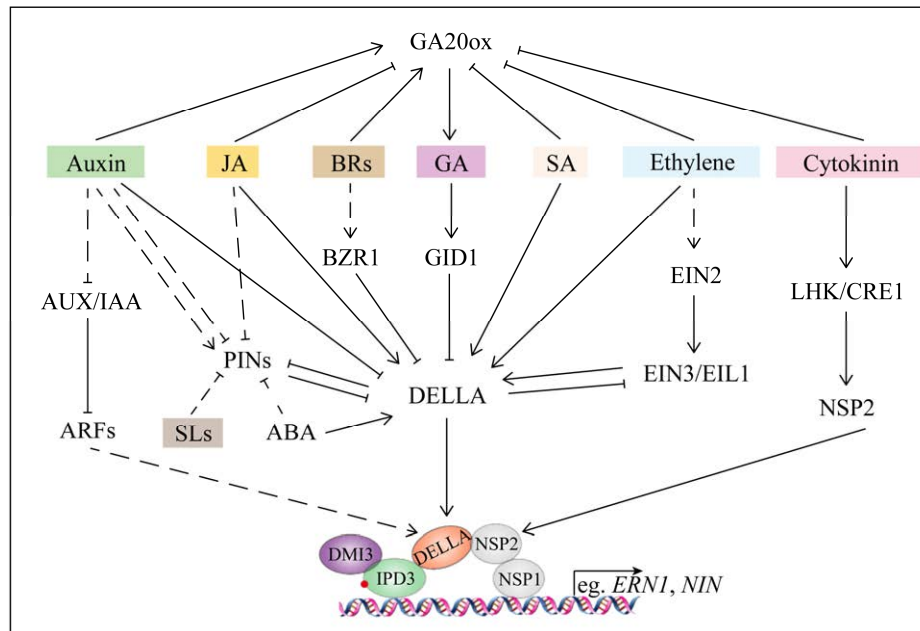 GA20ox
Auxin
JA
BRs
GA
SA
Ethylene
Cytokinin
BZR1
GID1
EIN2
AUX/IAA
LHK/CRE1
PINs
DELLA
EIN3/EIL1
NSP2
ARFs
SLs
ABA
DMI3
IPD3
DELLA
NSP2
NSP1
eg. ERN1, NIN